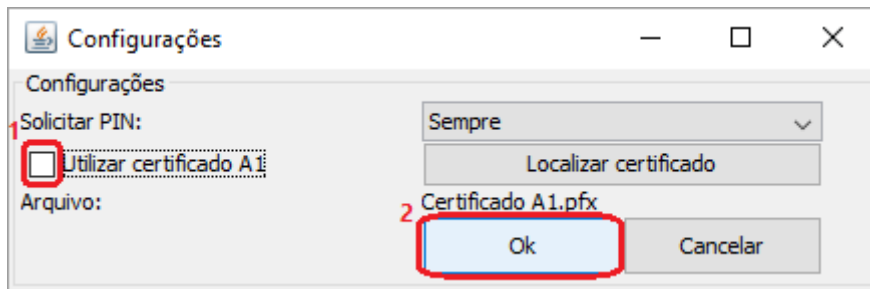 Configurações
Configurações
1
Solicitar PIN:
Sempre
Utilizar certificado A1
Localizar certificado
Arquivo:
Certificado A1.pfx
2
Ok
Cancelar